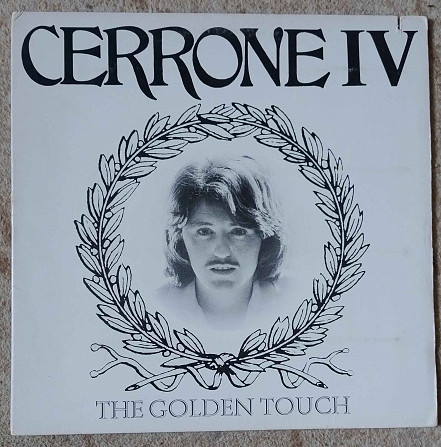 CERRONE IV
THE GOLDEN TOUCH